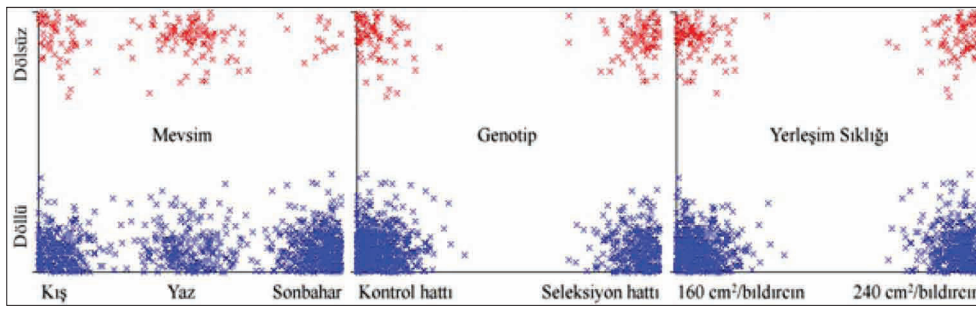 Dölsüz
Döllü
Mevsim
Genotip
Yerleşim Sıklığı
Kış Yaz Sonbahar Kontrol hattı Seleksiyon hattı 160 cm²/bıldırcın 240 cm²/bıldırcın